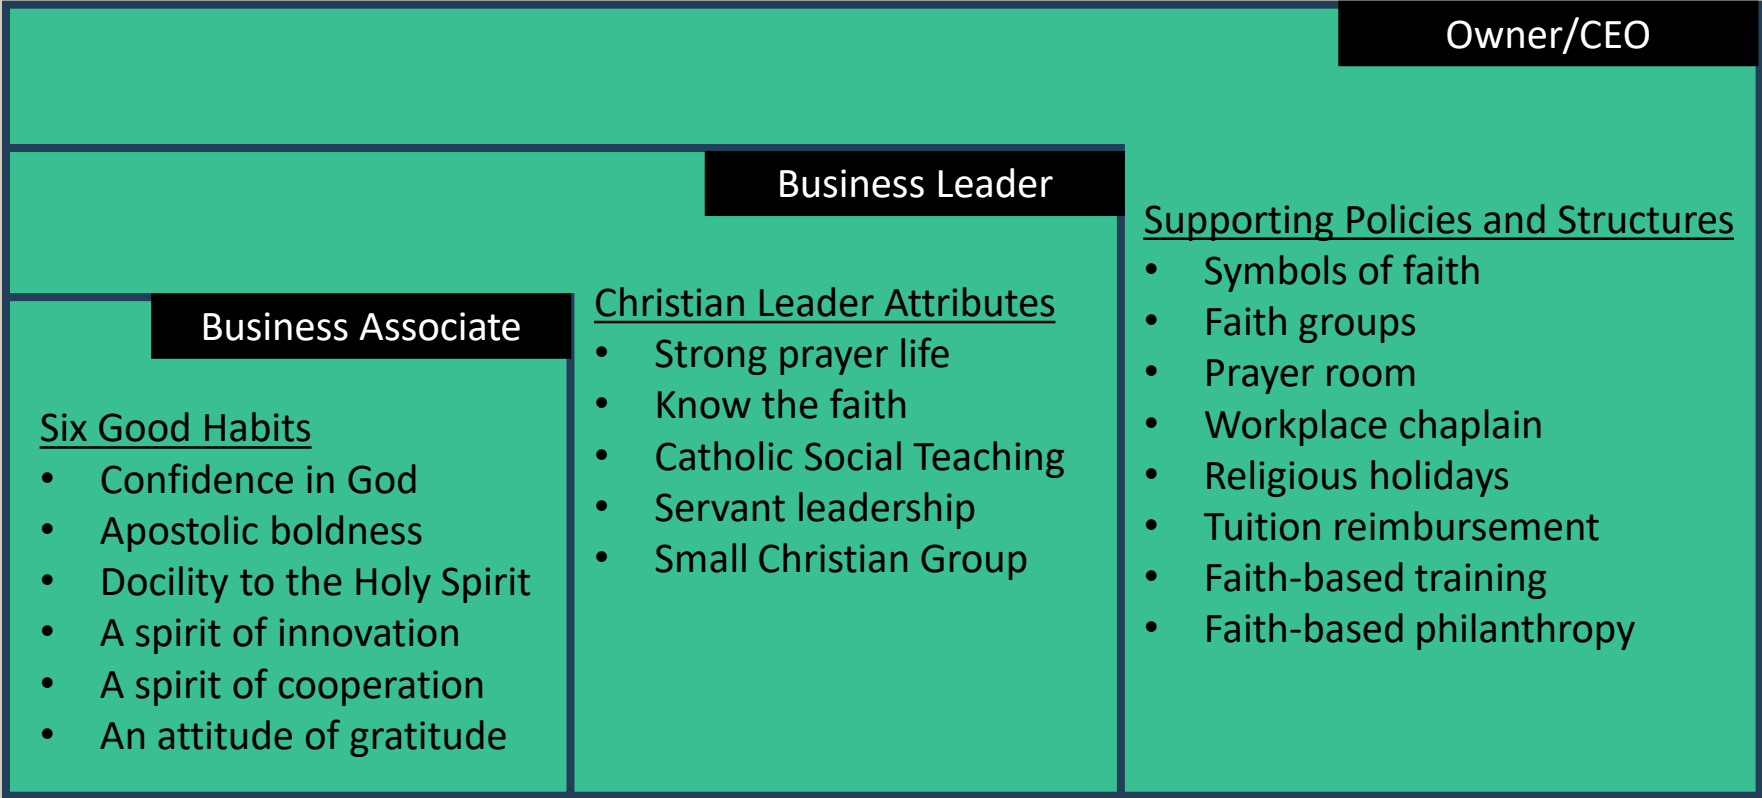 Owner/CEO
Business Leader
Business Associate
Six Good Habits
• Confidence in God
• Apostolic boldness
• Docility to the Holy Spirit
• A spirit of innovation
• A spirit of cooperation
• An attitude of gratitude
Christian Leader Attributes
• Strong prayer life
• Know the faith
• Catholic Social Teaching
• Servant leadership
• Small Christian Group
Supporting Policies and Structures
• Symbols of faith
• Faith groups
• Prayer room
• Workplace chaplain
• Religious holidays
• Tuition reimbursement
• Faith-based training
• Faith-based philanthropy